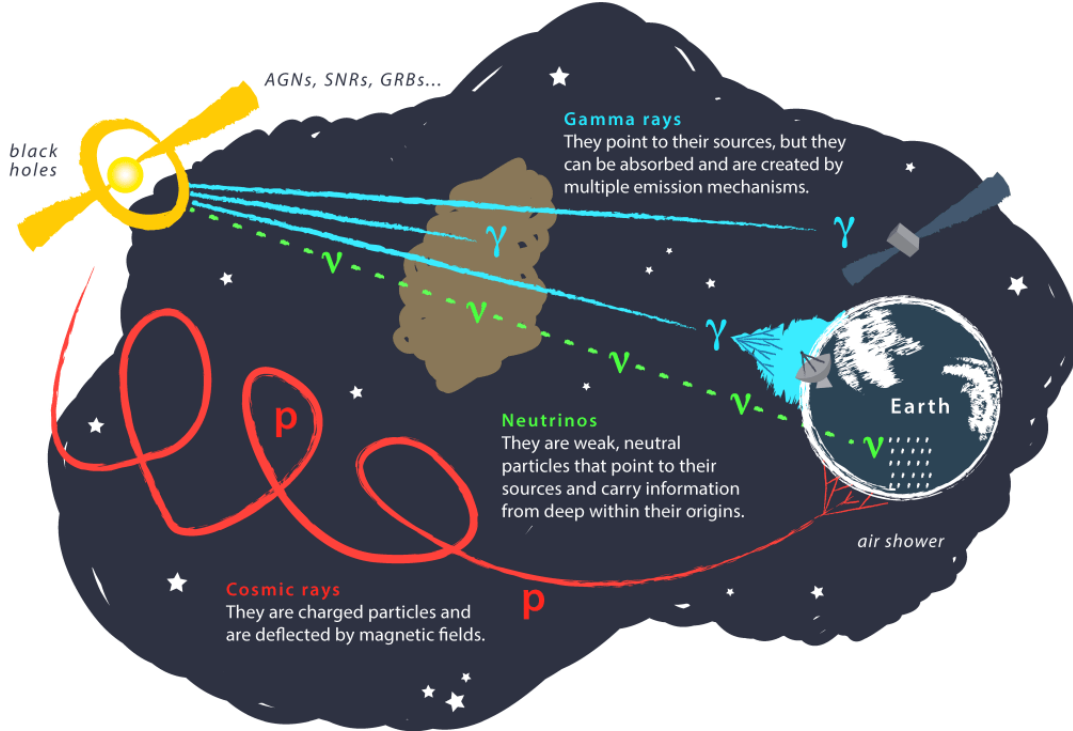 AGNs, SNRs, GRBs...
black
holes
Gamma rays
They point to their sources, but they
can be absorbed and are created by
multiple emission mechanisms.
γ
γ
γ
ν
ν
ν
ν
ν
Earth
p
Neutrinos
They are weak, neutral
particles that point to their
sources and carry information
from deep within their origins.
air shower
Cosmic rays
They are charged particles and
are deflected by magnetic fields.
p